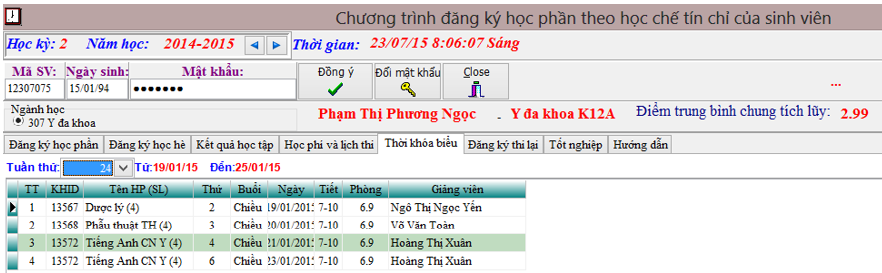 Chương trình đăng ký học phần theo học chế tín chỉ của sinh viên
Học kỳ: 2 Năm học: 2014-2015 Thời gian: 23/07/15 8:06:07 Sáng
Mã SV: Ngày sinh: Mật khẩu: Đồng ý Đổi mật khẩu Close
12307075 15/01/94 ●●●●●●● ...
Ngành học
307 Y đa khoa Phạm Thị Phương Ngọc - Y đa khoa K12A Điểm trung bình chung tích lũy: 2.99
Đăng ký học phần Đăng ký học hè Kết quả học tập Học phí và lịch thi Thời khóa biểu Đăng ký thi lại Tốt nghiệp Hướng dẫn
Tuần thứ: 24 Từ:19/01/15 Đến:25/01/15
TT KHID Tên HP (SL) Thứ Buổi Ngày Tiết Phòng Giảng viên
1 13567 Dược lý (4) 2 Chiều 19/01/2015 7-10 6.9 Ngô Thị Ngọc Yến
2 13568 Phẫu thuật TH (4) 3 Chiều 20/01/2015 7-10 6.9 Võ Văn Toàn
3 13572 Tiếng Anh CN Y (4) 4 Chiều 21/01/2015 7-10 6.9 Hoàng Thị Xuân
4 13572 Tiếng Anh CN Y (4) 6 Chiều 23/01/2015 7-10 6.9 Hoàng Thị Xuân